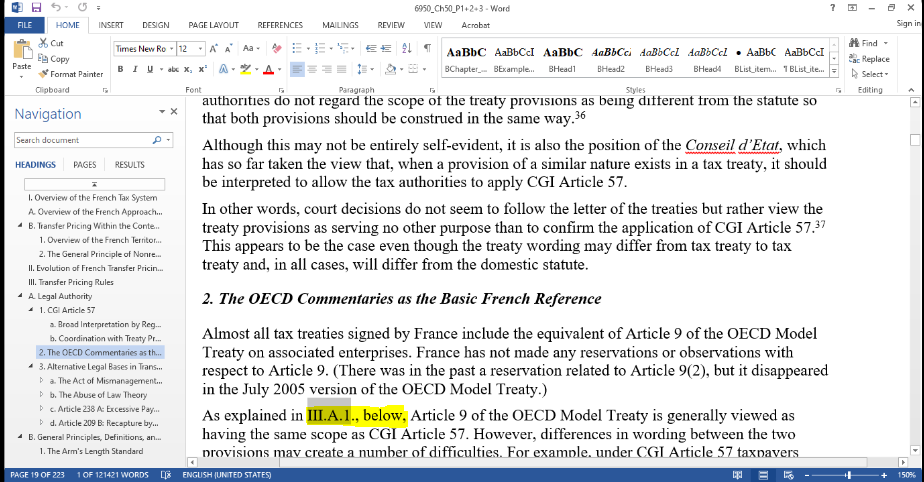 6950_Ch50_P1+2+3 - Word
Sign in
FILE HOME INSERT DESIGN PAGE LAYOUT REFERENCES MAILINGS REVIEW VIEW Acrobat
Paste
Cut
Copy
Format Painter
Clipboard
Times New Ro 12
Font
Paragraph
AaBbC AaBbCcI AaBbC AaBbCci AaBbCcI AaBbCcI • AaBbC AaBbCcI
BChapter_... BExample... BHead1 BHead2 BHead3 BHead4 BList_item... ¶ BList_ite...
Styles
Find
Replace
Select
Editing
Navigation
Search document
HEADINGS PAGES RESULTS
I. Overview of the French Tax System
A. Overview of the French Approach...
B. Transfer Pricing Within the Conte...
1. Overview of the French Territor...
2. The General Principle of Nonre...
II. Evolution of French Transfer Pricin...
III. Transfer Pricing Rules
A. Legal Authority
1. CGI Article 57
a. Broad Interpretation by Reg...
b. Coordination with Treaty Pr...
2. The OECD Commentaries as th...
3. Alternative Legal Bases in Trans...
a. The Act of Mismanagement...
b. The Abuse of Law Theory
c. Article 238 A: Excessive Pay...
d. Article 209 B: Recapture by...
B. General Principles, Definitions, an...
1. The Arm's Length Standard
authorities do not regard the scope of the treaty provisions as being different from the statute so
that both provisions should be construed in the same way.36
Although this may not be entirely self-evident, it is also the position of the Conseil d'Etat, which
has so far taken the view that, when a provision of a similar nature exists in a tax treaty, it should
be interpreted to allow the tax authorities to apply CGI Article 57.
In other words, court decisions do not seem to follow the letter of the treaties but rather view the
treaty provisions as serving no other purpose than to confirm the application of CGI Article 57.37
This appears to be the case even though the treaty wording may differ from tax treaty to tax
treaty and, in all cases, will differ from the domestic statute.
2. The OECD Commentaries as the Basic French Reference
Almost all tax treaties signed by France include the equivalent of Article 9 of the OECD Model
Treaty on associated enterprises. France has not made any reservations or observations with
respect to Article 9. (There was in the past a reservation related to Article 9(2), but it disappeared
in the July 2005 version of the OECD Model Treaty.)
As explained in III.A.1., below, Article 9 of the OECD Model Treaty is generally viewed as
having the same scope as CGI Article 57. However, differences in wording between the two
provisions may create a number of difficulties. For example, under CGI Article 57 taxpayers
PAGE 19 OF 223 1 OF 121421 WORDS ENGLISH (UNITED STATES) 150%